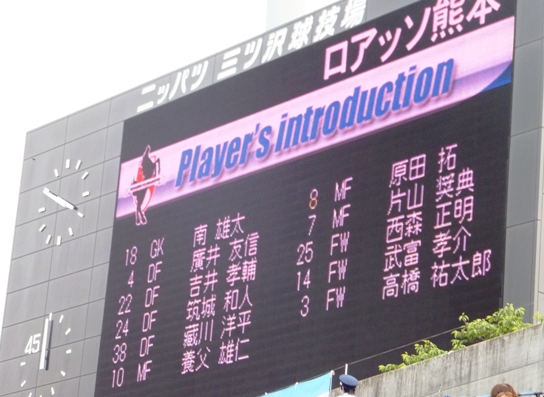 ニッパツ 三ツ沢球技場
ロアッソ熊本
Player's introduction
18 GK 南 雄太
4 DF 廣井 友信
22 DF 吉井 孝輔
24 DF 筑城 和人
38 DF 藏川 洋平
10 MF 養父 雄仁
8 MF 原田 拓
7 MF 片山 奨典
25 FW 西森 正明
14 FW 武富 孝介
3 FW 高橋 祐太郎
45